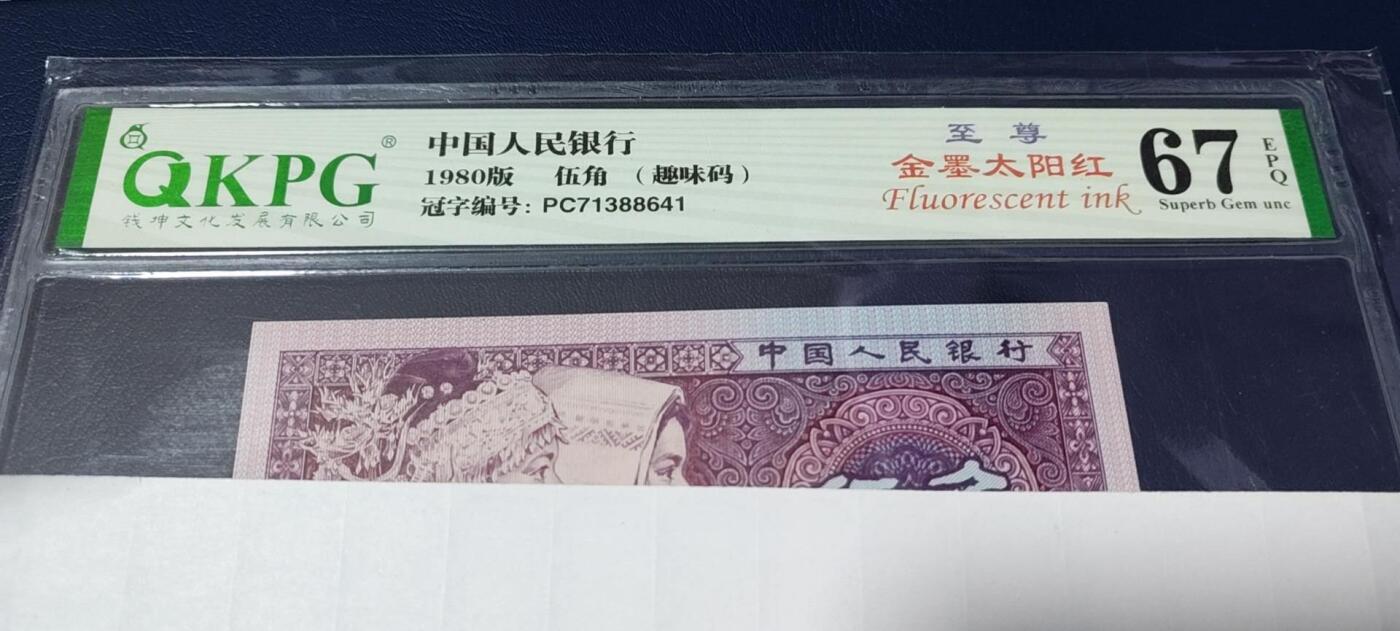 QKPG®
钱坤文化发展有限公司
中国人民银行
1980版 伍角 (趣味码)
冠字编号: PC71388641
至尊
金墨太阳红
Fluorescent ink
67
EPQ
Superb Gem unc
中国人民银行